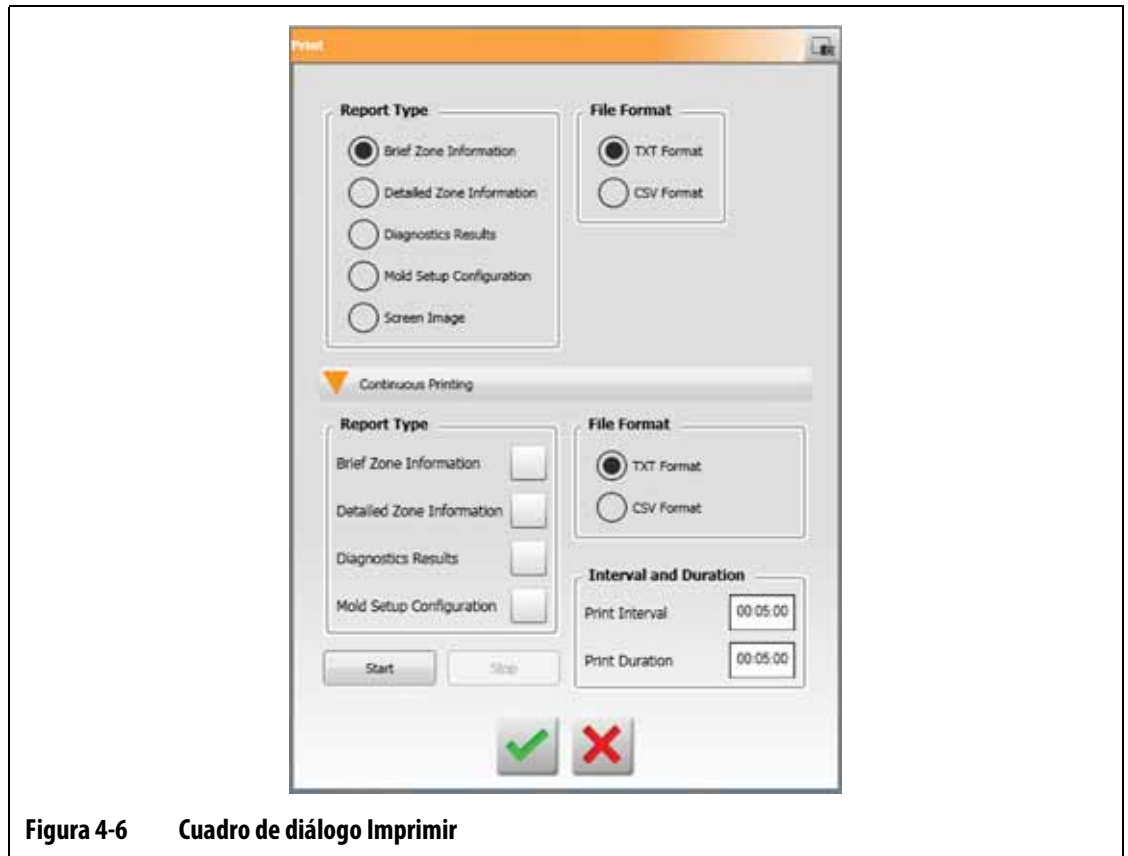 Print
Report Type
Brief Zone Information
Detailed Zone Information
Diagnostics Results
Mold Setup Configuration
Screen Image
File Format
TXT Format
CSV Format
Continuous Printing
Report Type
Brief Zone Information
Detailed Zone Information
Diagnostics Results
Mold Setup Configuration
File Format
TXT Format
CSV Format
Interval and Duration
Print Interval 00:05:00
Print Duration 00:05:00
Start
Stop
Figura 4-6 Cuadro de diálogo Imprimir